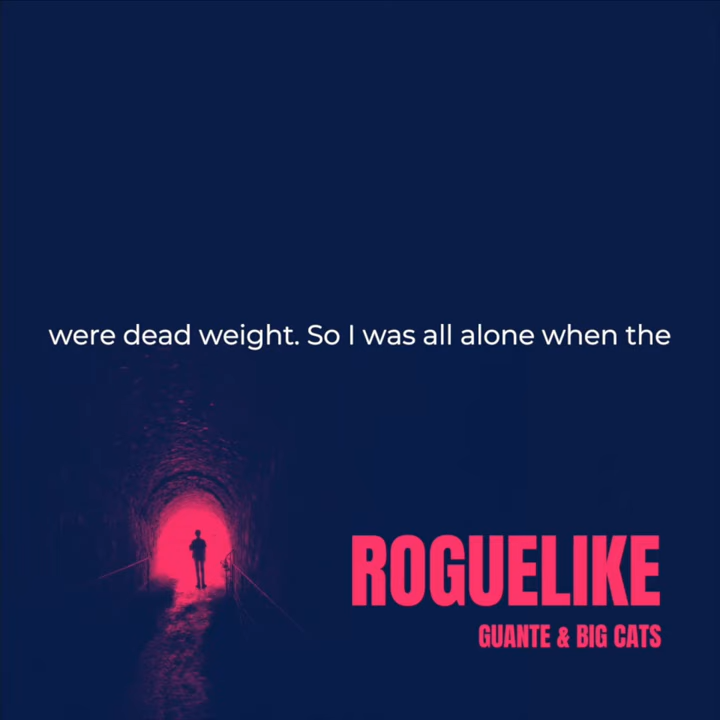 were dead weight. So I was all alone when the
ROGUELIKE
GUANTE & BIG CATS